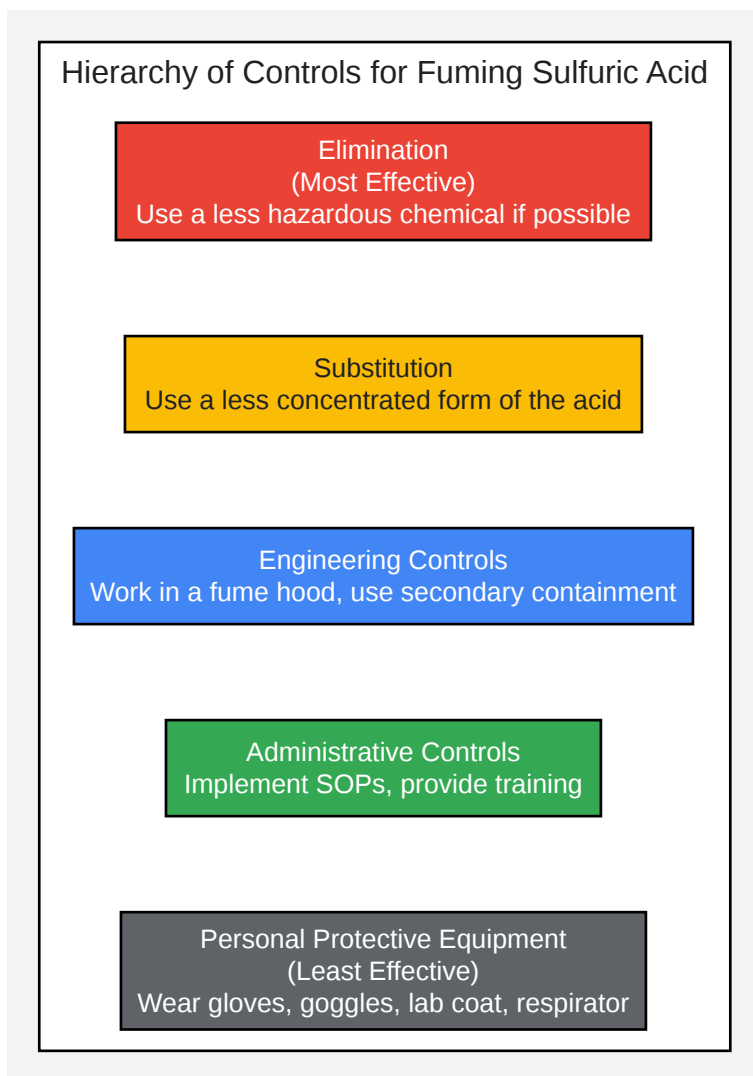 Hierarchy of Controls for Fuming Sulfuric Acid
Elimination
(Most Effective)
Use a less hazardous chemical if possible
Substitution
Use a less concentrated form of the acid
Engineering Controls
Work in a fume hood, use secondary containment
Administrative Controls
Implement SOPs, provide training
Personal Protective Equipment
(Least Effective)
Wear gloves, goggles, lab coat, respirator